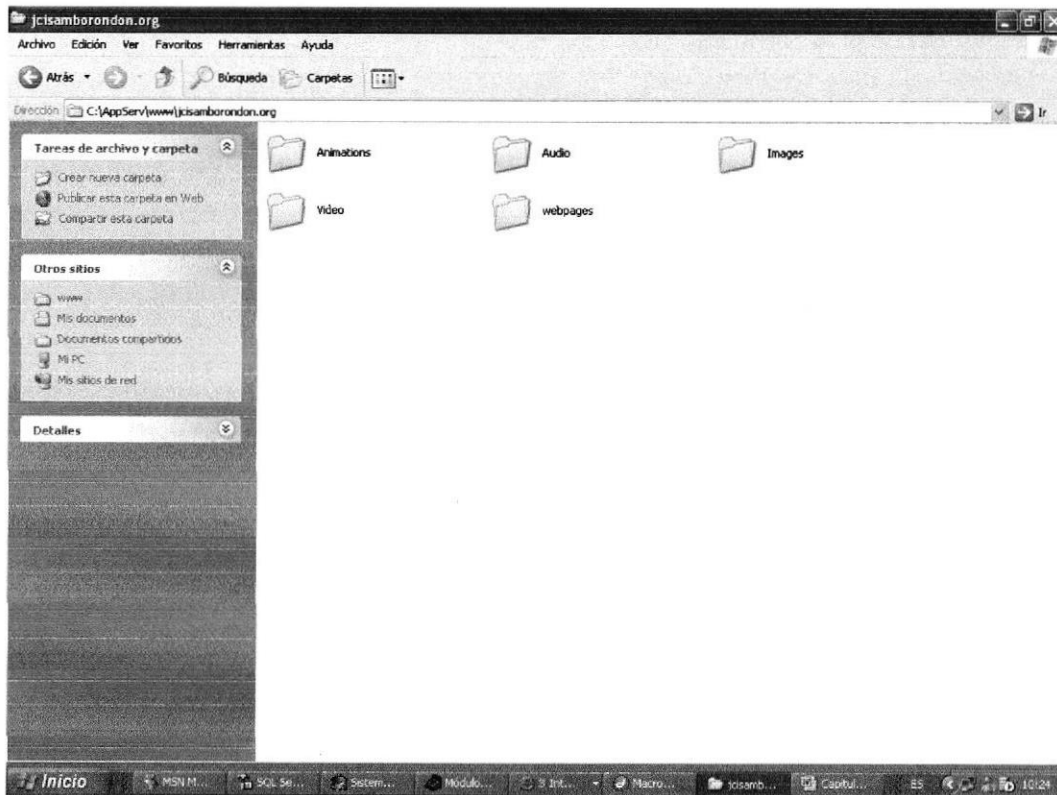 jcisamborondon.org
Archivo Edición Ver Favoritos Herramientas Ayuda
Atrás Búsqueda Carpetas
Dirección C:\AppServ\www\jcisamborondon.org Ir
Tareas de archivo y carpeta
Crear nueva carpeta
Publicar esta carpeta en Web
Compartir esta carpeta
Otros sitios
www
Mis documentos
Documentos compartidos
Mi PC
Mis sitios de red
Detalles
Animations Audio Images
Video webpages
Inicio MSN M... SQL Se... Sistem... Módulo... 3 Int... Macro... jcisamb... Capitul... ES 10:24